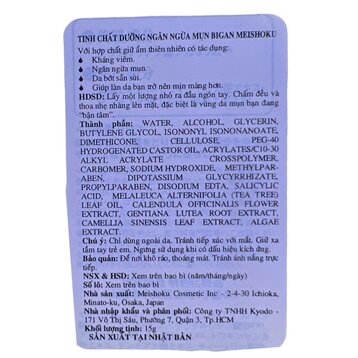 TINH CHẤT DƯỠNG NGĂN NGỪA MỤN BIGAN MEISHOKU
Với hợp chất giữ ẩm thiên nhiên có tác dụng:
Kháng viêm.
Ngăn ngừa mụn.
Da bớt sần sùi.
Giúp làn da trở nên mịn màng hơn.
HDSD: Lấy một lượng nhỏ ra đầu ngón tay. Chấm đều và
thoa nhẹ nhàng lên mặt, đặc biệt là vùng da mụn bạn đang
“bận tâm”.
Thành phần: WATER, ALCOHOL, GLYCERIN,
BUTYLENE GLYCOL, ISONONYL ISONONANOATE,
DIMETHICONE, CELLULOSE, PEG-40
HYDROGENATED CASTOR OIL, ACRYLATES/C10-30
ALKYL ACRYLATE CROSSPOLYMER,
CARBOMER, SODIUM HYDROXIDE, METHYLPAR-
ABEN, DIPOTASSIUM GLYCYRRHIZATE,
PROPYLPARABEN, DISODIUM EDTA, SALICYLIC
ACID, MELALEUCA ALTERNIFOLIA (TEA TREE)
LEAF OIL, CALENDULA OFFICINALIS FLOWER
EXTRACT, GENTIANA LUTEA ROOT EXTRACT,
CAMELLIA SINENSIS LEAF EXTRACT, ALGAE
EXTRACT.
Chú ý: Chỉ dùng ngoài da. Tránh tiếp xúc với mắt. Giữ xa
tầm tay trẻ em. Ngưng sử dụng khi có dấu hiệu kích ứng.
Bảo quản: Để nơi khô ráo, thoáng mát. Tránh ánh nắng trực
tiếp.
NSX & HSD: Xem trên bao bì (năm/tháng/ngày)
Số lô: Xem trên bao bì
Nhà sản xuất: Meishoku Cosmetic Inc - 2-4-30 Ichioka,
Minato-ku, Osaka, Japan
Nhà nhập khẩu và phân phối: Công ty TNHH Kyodo -
171 Võ Thị Sáu, Phường 7, Quận 3, Tp.HCM
Khối lượng tịnh: 15g
SẢN XUẤT TẠI NHẬT BẢN